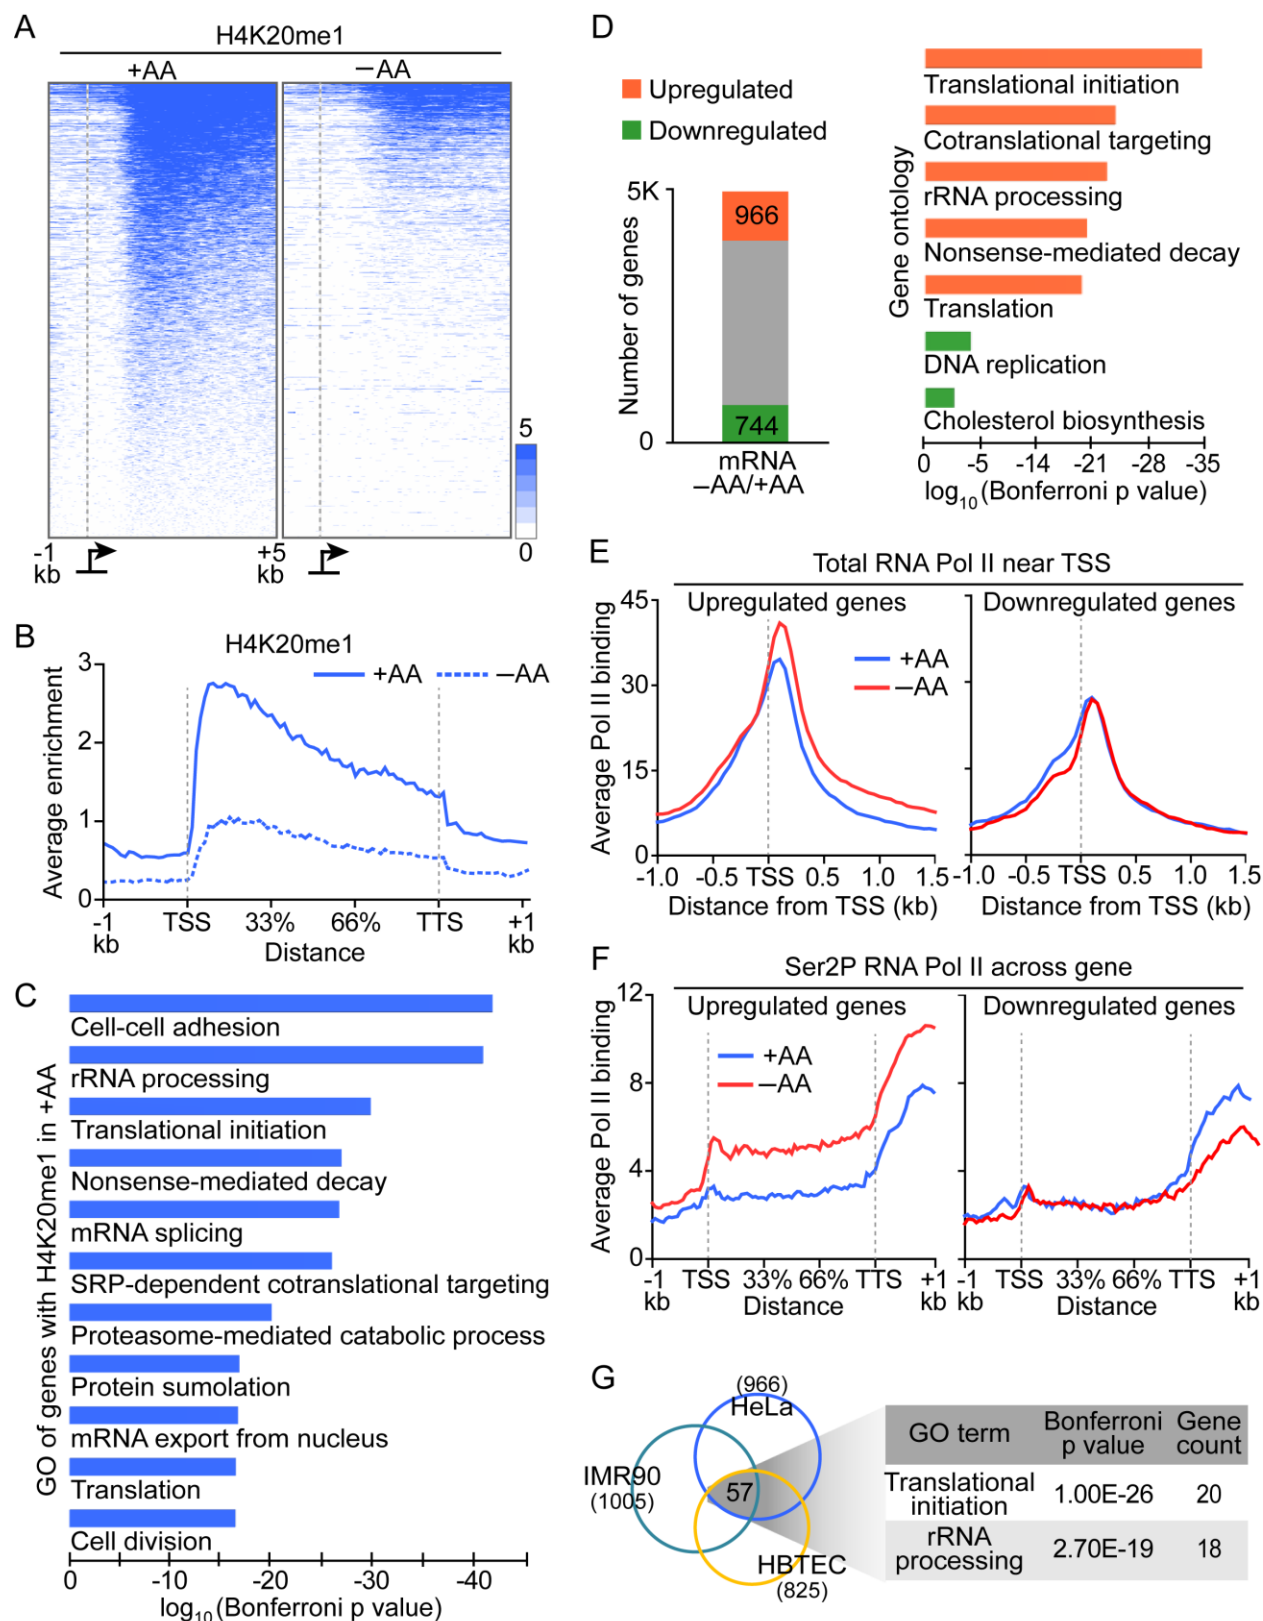 A
H4K20me1
+AA
–AA
5
0
-1
kb
+5
kb
B
H4K20me1
+AA
–AA
Average enrichment
3
2
1
0
-1
kb
TSS
33%
66%
TTS
+1
kb
Distance
C
GO of genes with H4K20me1 in +AA
Cell-cell adhesion
rRNA processing
Translational initiation
Nonsense-mediated decay
mRNA splicing
SRP-dependent cotranslational targeting
Proteasome-mediated catabolic process
Protein sumolation
mRNA export from nucleus
Translation
Cell division
0
-10
-20
-30
-40
log10(Bonferroni p value)
D
Upregulated
Downregulated
Number of genes
5K
0
966
744
mRNA
–AA/+AA
Gene ontology
Translational initiation
Cotranslational targeting
rRNA processing
Nonsense-mediated decay
Translation
DNA replication
Cholesterol biosynthesis
0
-5
-14
-21
-28
-35
log10(Bonferroni p value)
E
Total RNA Pol II near TSS
Upregulated genes
Downregulated genes
+AA
–AA
Average Pol II binding
45
30
15
0
-1.0
-0.5
TSS
0.5
1.0
1.5
Distance from TSS (kb)
-1.0
-0.5
TSS
0.5
1.0
1.5
Distance from TSS (kb)
F
Ser2P RNA Pol II across gene
Upregulated genes
Downregulated genes
+AA
–AA
Average Pol II binding
12
8
4
0
-1
kb
TSS
33%
66%
TTS
+1
kb
Distance
-1
kb
TSS
33%
66%
TTS
+1
kb
Distance
G
(966)
HeLa
IMR90
(1005)
57
HBTEC
(825)
GO term
Bonferroni
p value
Gene
count
Translational
initiation
1.00E-26
20
rRNA
processing
2.70E-19
18